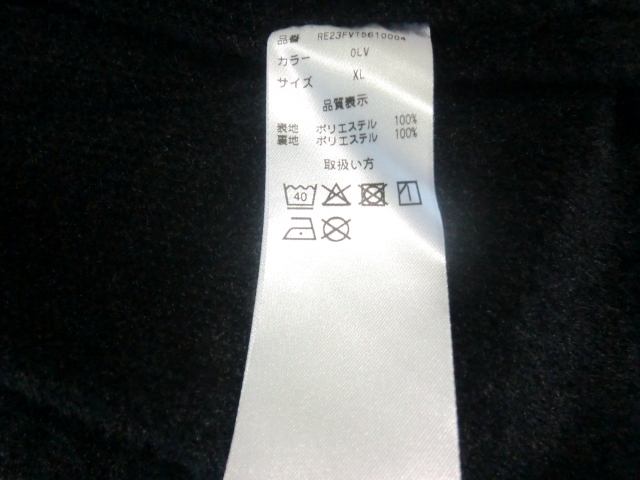 品番 RE23FV15610004
カラー OLV
サイズ XL
品質表示
表地 ポリエステル 100%
裏地 ポリエステル 100%
取扱い方
40